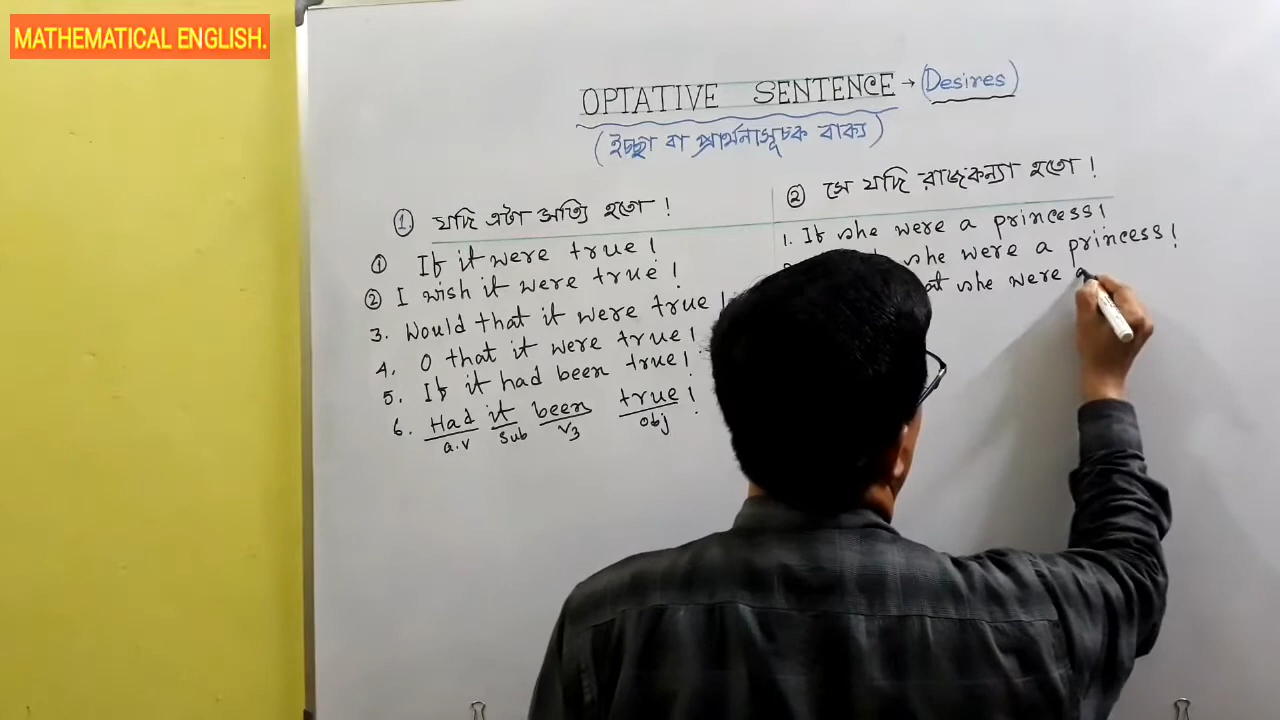 MATHEMATICAL ENGLISH.
OPTATIVE SENTENCE → (Desires)
(ইচ্ছা বা প্রার্থনাসূচক বাক্য)
① যদি এটা সত্যি হতো !
① If it were true !
② I wish it were true !
3. Would that it were true !
4. O that it were true !
5. If it had been true !
6. Had it been true !
a.v sub v3 obj
② সে যদি রাজকন্যা হতো !
1. If she were a princess !
she were a princess !
she were a